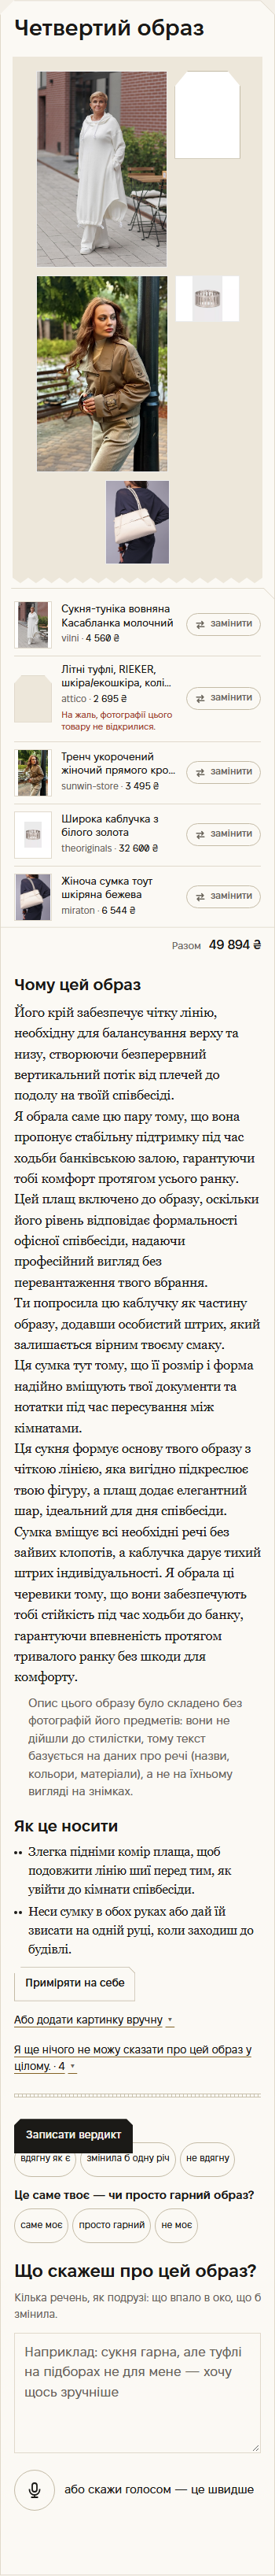 Четвертий образ
Сукня-туніка вовняна
Касабланка молочний
vilni · 4 560 ₴
замінити
Літні туфлі, RIEKER,
шкіра/екошкіра, колі...
attico · 2 695 ₴
На жаль, фотографії цього
товару не відкрилися.
замінити
Тренч укорочений
жіночий прямого кро...
sunwin-store · 3 495 ₴
замінити
Широка каблучка з
білого золота
theoriginals · 32 600 ₴
замінити
Жіноча сумка тоут
шкіряна бежева
miraton · 6 544 ₴
замінити
Разом 49 894 ₴
Чому цей образ
Його крій забезпечує чітку лінію,
необхідну для балансування верху та
низу, створюючи безперервний
вертикальний потік від плечей до
подолу на твоїй співбесіді.
Я обрала саме цю пару тому, що вона
пропонує стабільну підтримку під час
ходьби банківською залою, гарантуючи
тобі комфорт протягом усього ранку.
Цей плащ включено до образу, оскільки
його рівень відповідає формальності
офісної співбесіди, надаючи
професійний вигляд без
перевантаження твого вбрання.
Ти попросила цю каблучку як частину
образу, додавши особистий штрих, який
залишається вірним твоєму смаку.
Ця сумка тут тому, що її розмір і форма
надійно вміщують твої документи та
нотатки під час пересування між
кімнатами.
Ця сукня формує основу твого образу з
чіткою лінією, яка вигідно підкреслює
твою фігуру, а плащ додає елегантний
шар, ідеальний для дня співбесіди.
Сумка вміщує всі необхідні речі без
зайвих клопотів, а каблучка дарує тихий
штрих індивідуальності. Я обрала ці
черевики тому, що вони забезпечують
тобі стійкість під час ходьби до банку,
гарантуючи впевненість протягом
тривалого ранку без шкоди для
комфорту.
Опис цього образу було складено без
фотографій його предметів: вони не
дійшли до стилістки, тому текст
базується на даних про речі (назви,
кольори, матеріали), а не на їхньому
вигляді на знімках.
Як це носити
•• Злегка підніми комір плаща, щоб
подовжити лінію шиї перед тим, як
увійти до кімнати співбесіди.
•• Неси сумку в обох руках або дай їй
звисати на одній руці, коли заходиш до
будівлі.
Приміряти на себе
Або додати картинку вручну
Я ще нічого не можу сказати про цей образ у
цілому. · 4
Записати вердикт
вдягну як є
змінила б одну річ
не вдягну
Це саме твоє — чи просто гарний образ?
саме моє
просто гарний
не моє
Що скажеш про цей образ?
Кілька речень, як подрузі: що впало в око, що б
змінила.
Наприклад: сукня гарна, але туфлі
на підборах не для мене — хочу
щось зручніше
або скажи голосом — це швидше